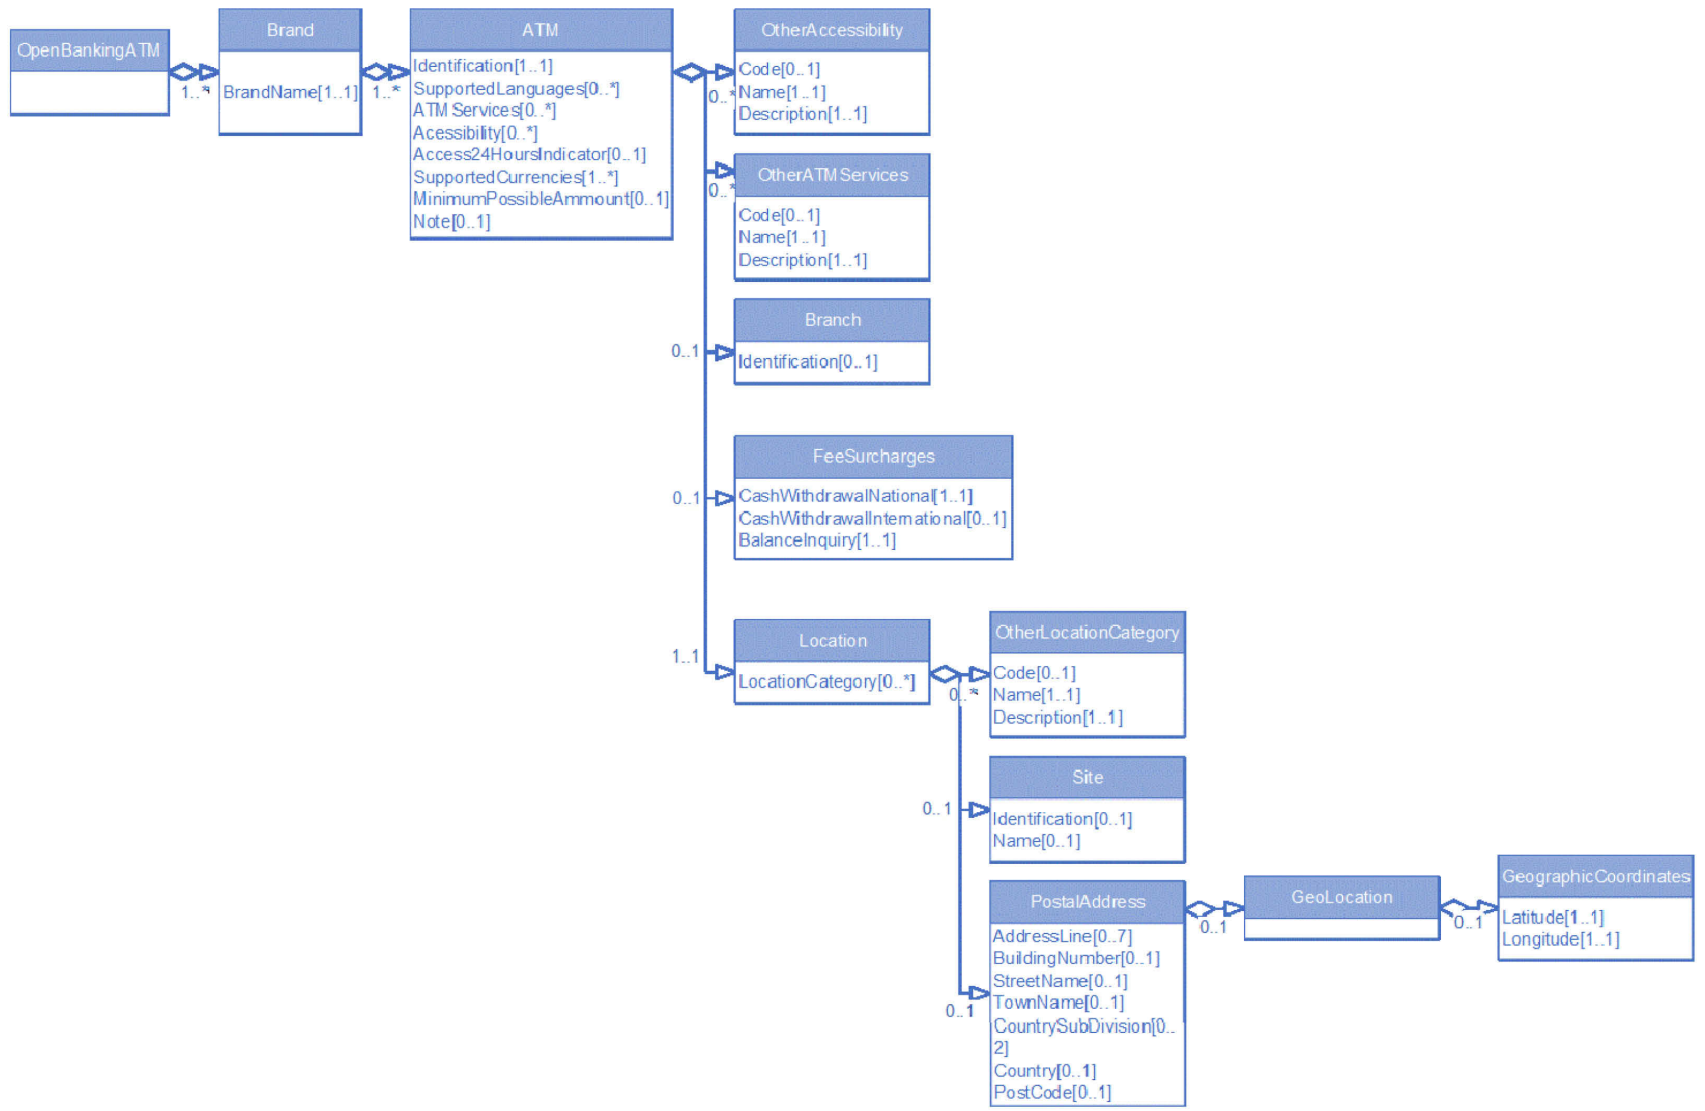 OpenBankingATM
1..*
Brand
BrandName[1..1]
1..*
ATM
Identification[1..1]
SupportedLanguages[0..*]
ATMServices[0..*]
Acessibility[0..*]
Access24HoursIndicator[0..1]
SupportedCurrencies[1..*]
MinimumPossibleAmmount[0..1]
Note[0..1]
0..*
OtherAccessibility
Code[0..1]
Name[1..1]
Description[1..1]
0..*
OtherATMServices
Code[0..1]
Name[1..1]
Description[1..1]
0..1
Branch
Identification[0..1]
0..1
FeeSurcharges
CashWithdrawalNational[1..1]
CashWithdrawalInternational[0..1]
BalanceInquiry[1..1]
1..1
Location
LocationCategory[0..*]
0..*
OtherLocationCategory
Code[0..1]
Name[1..1]
Description[1..1]
0..1
Site
Identification[0..1]
Name[0..1]
0..1
PostalAddress
AddressLine[0..7]
BuildingNumber[0..1]
StreetName[0..1]
TownName[0..1]
CountrySubDivision[0..
2]
Country[0..1]
PostCode[0..1]
0..1
GeoLocation
0..1
GeographicCoordinates
Latitude[1..1]
Longitude[1..1]